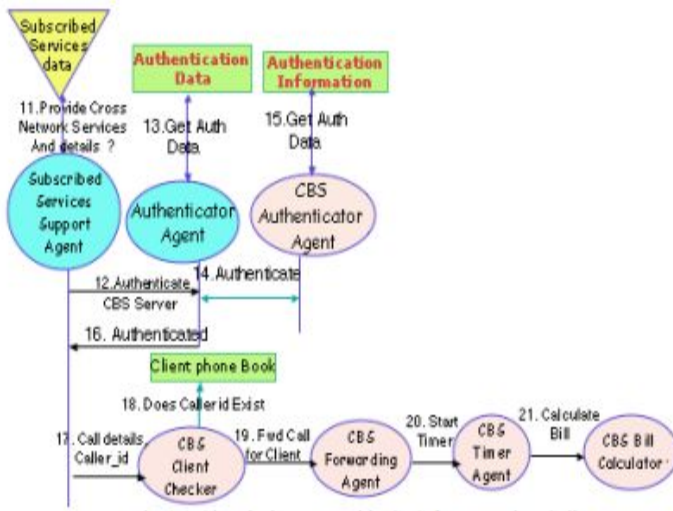 Subscribed
Services
data
Authentication
Data
Authentication
Information
11.Provide Cross
Network Services
And details ?
13.Get Auth
Data
15.Get Auth
Data
Subscribed
Services
Support
Agent
Authenticator
Agent
CBS
Authenticator
Agent
12.Authenticate
CBS Server
14.Authenticate
16. Authenticated
Client phone Book
18. Does Caller id Exist
17. Call details,
Caller_id
CBS
Client
Checker
19. Fwd Call
for Client
CBS
Forwarding
Agent
20. Start
Timer
CBS
Timer
Agent
21. Calculate
Bill
CBS Bill
Calculator